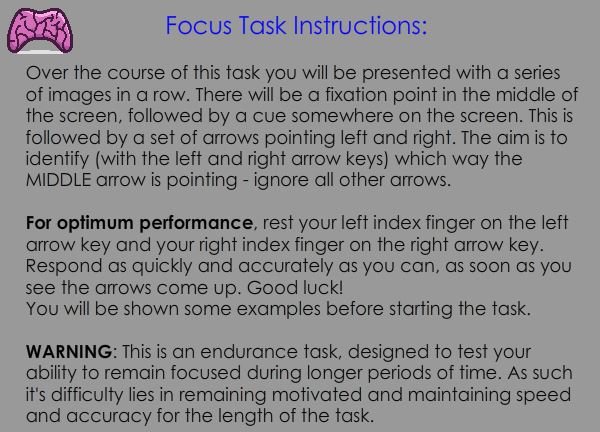 Focus Task Instructions:
Over the course of this task you will be presented with a series
of images in a row. There will be a fixation point in the middle of
the screen, followed by a cue somewhere on the screen. This is
followed by a set of arrows pointing left and right. The aim is to
identify (with the left and right arrow keys) which way the
MIDDLE arrow is pointing - ignore all other arrows.
For optimum performance, rest your left index finger on the left
arrow key and your right index finger on the right arrow key.
Respond as quickly and accurately as you can, as soon as you
see the arrows come up. Good luck!
You will be shown some examples before starting the task.
WARNING: This is an endurance task, designed to test your
ability to remain focused during longer periods of time. As such
it's difficulty lies in remaining motivated and maintaining speed
and accuracy for the length of the task.